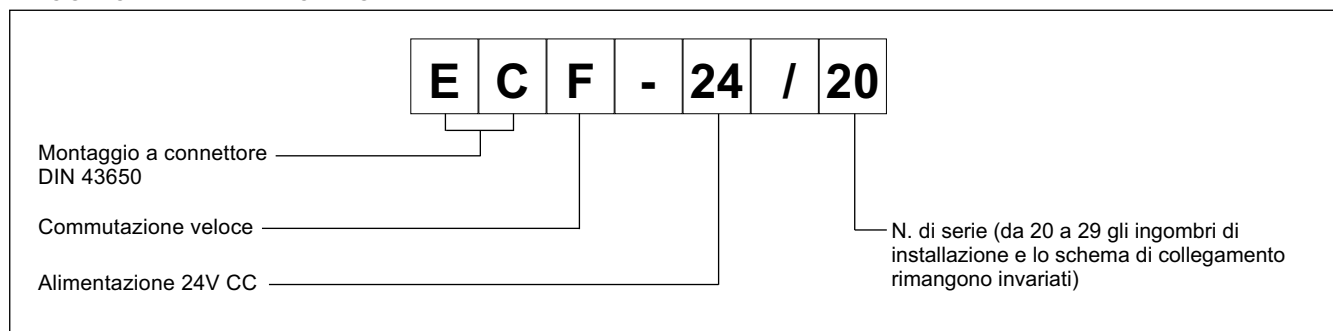 E C F - 24 / 20
Montaggio a connettore
DIN 43650
Commutazione veloce
Alimentazione 24V CC
N. di serie (da 20 a 29 gli ingombri di
installazione e lo schema di collegamento
rimangono invariati)